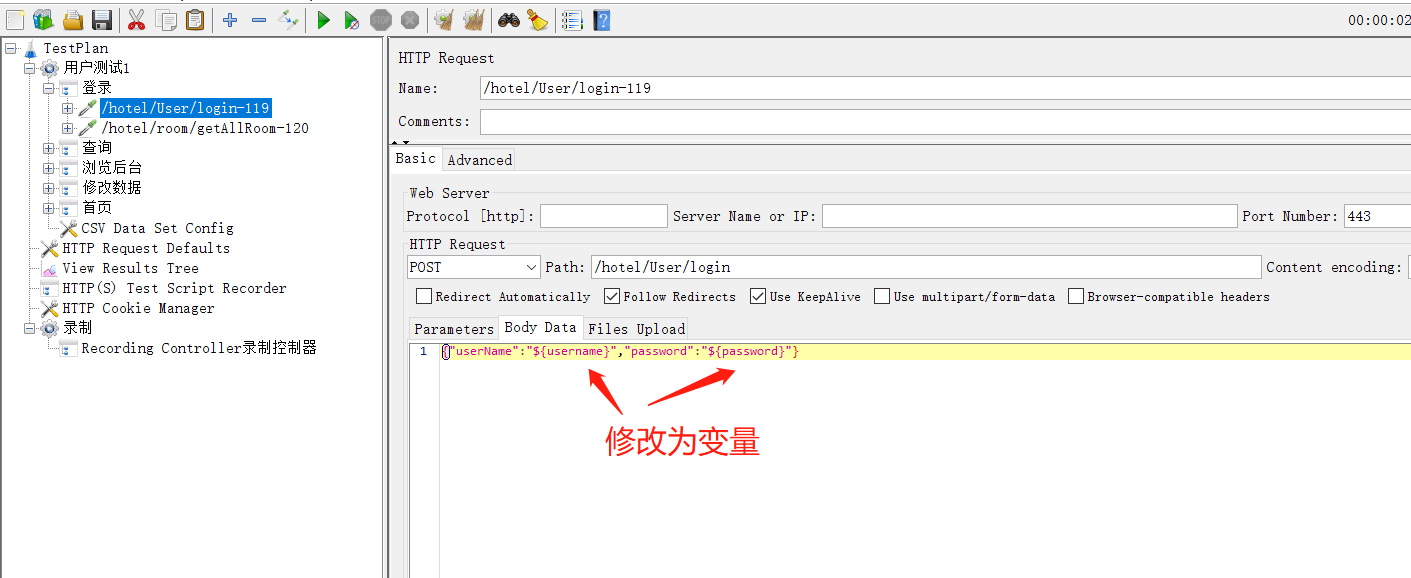 STOP
00:00:02
TestPlan
用户测试1
登录
/hotel/User/login-119
/hotel/room/getAllRoom-120
查询
浏览后台
修改数据
首页
CSV Data Set Config
HTTP Request Defaults
View Results Tree
HTTP(S) Test Script Recorder
HTTP Cookie Manager
录制
Recording Controller录制控制器
HTTP Request
Name: /hotel/User/login-119
Comments:
Basic Advanced
Web Server
Protocol [http]: Server Name or IP: Port Number: 443
HTTP Request
POST Path: /hotel/User/login Content encoding:
Redirect Automatically Follow Redirects Use KeepAlive Use multipart/form-data Browser-compatible headers
Parameters Body Data Files Upload
1 {"userName":"${username}","password":"${password}"}
修改为变量